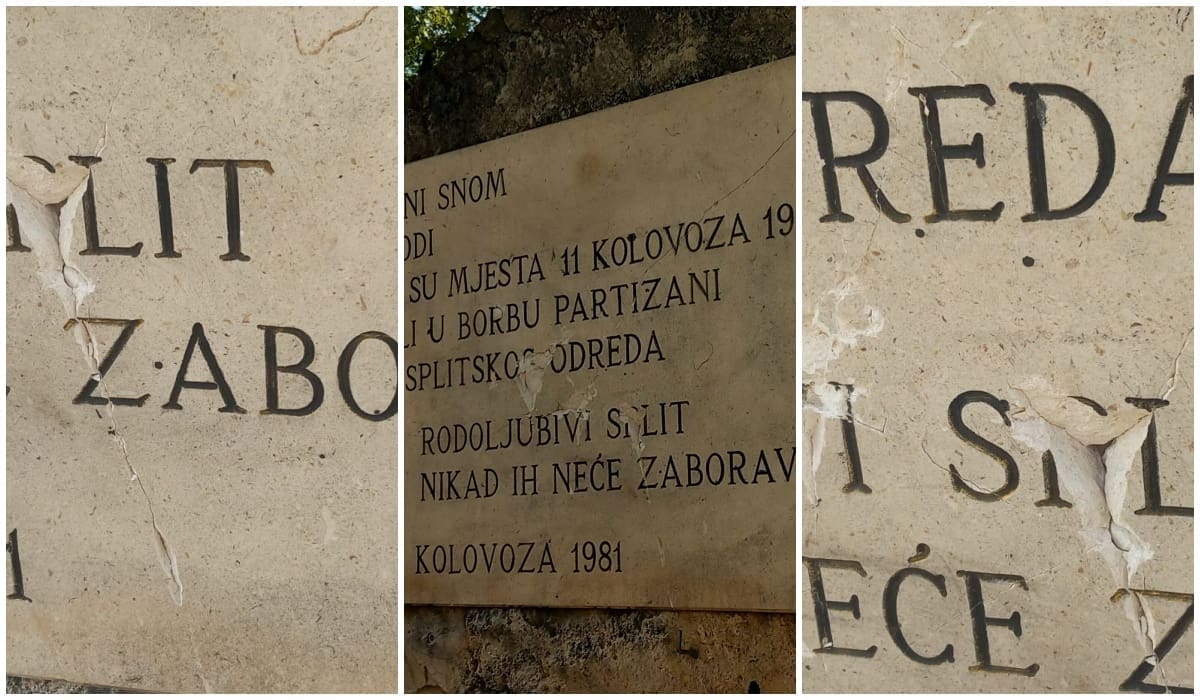 LIT
ZABO
1
NI SNOM
ODI
SU MJESTA 11 KOLOVOZA 19
LI U BORBU PARTIZANI
SPLITSKOG ODREDA
RODOLJUBIVI SPLIT
NIKAD IH NEĆE ZABORAV
KOLOVOZA 1981
REDA
I SPL
EĆE Z